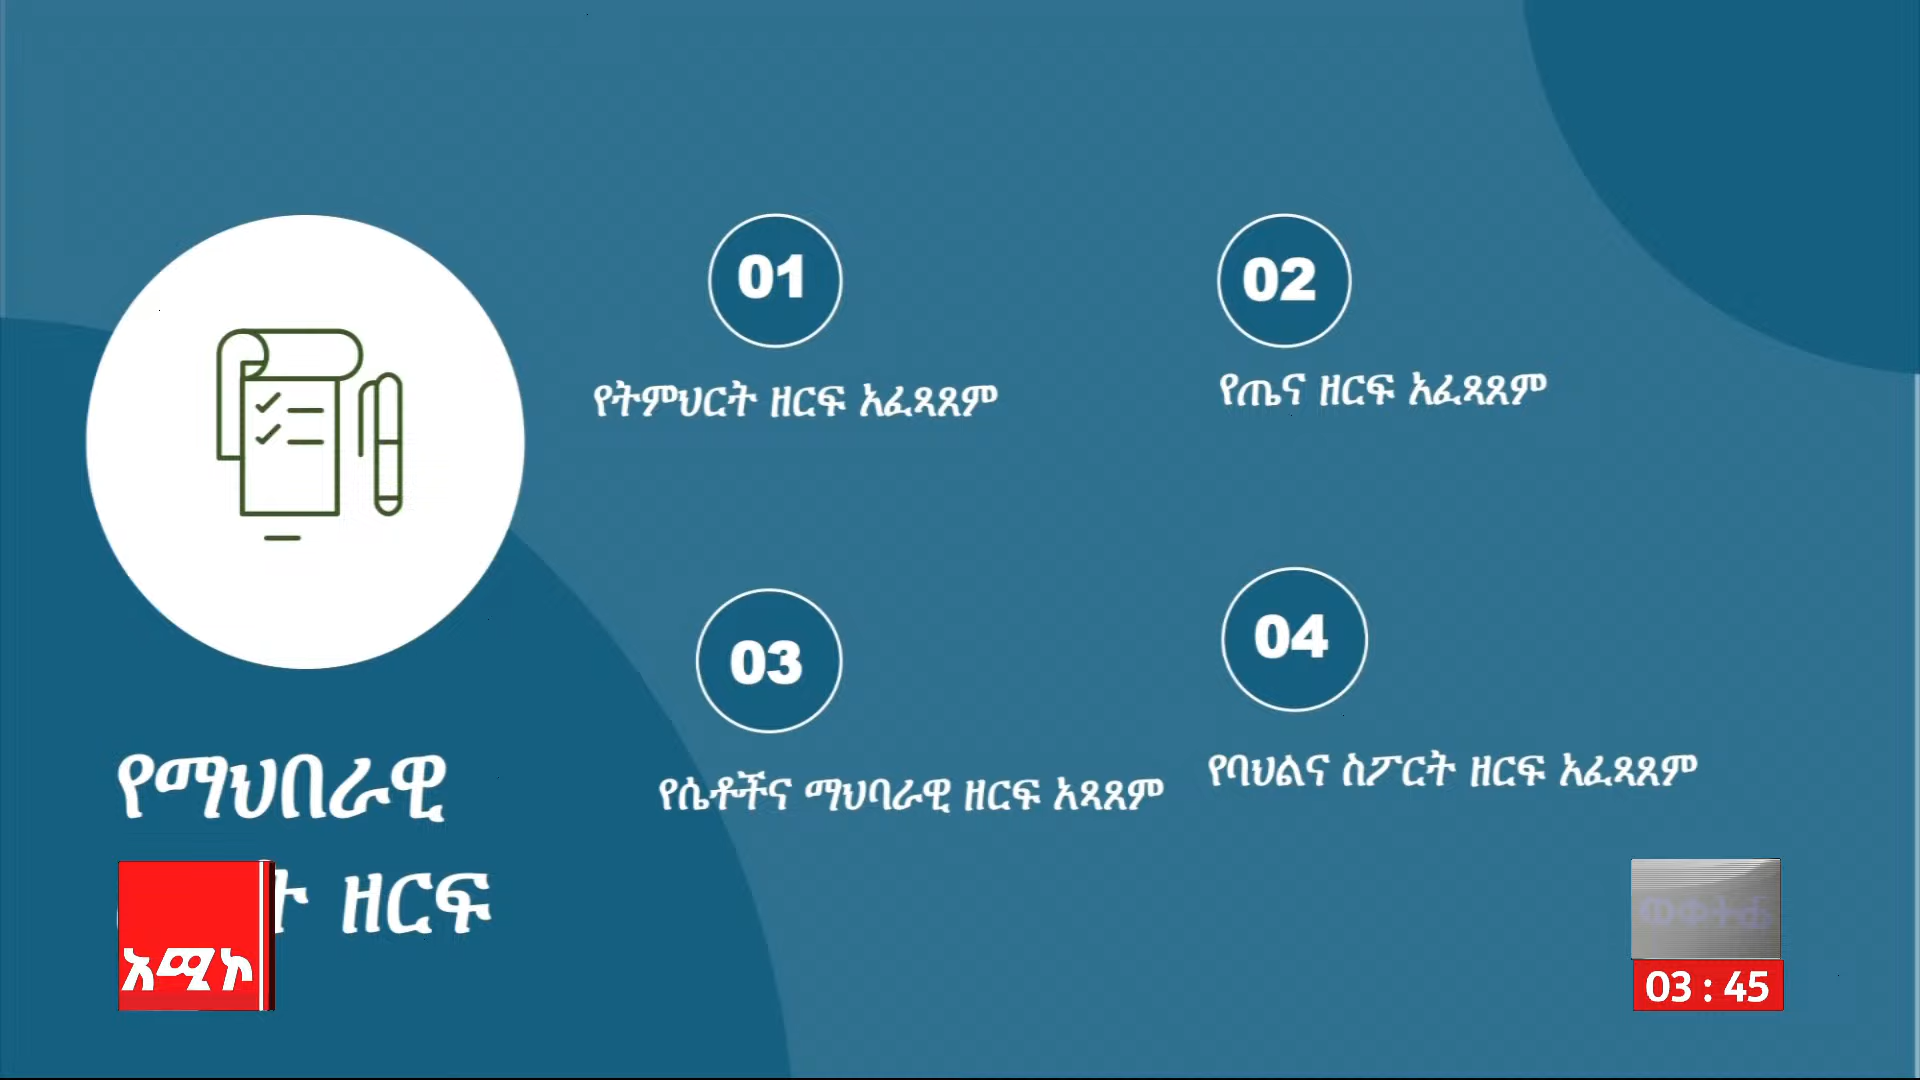 01
የትምህርት ዘርፍ አፈጻጸም
02
የጤና ዘርፍ አፈጻጸም
03
የሴቶችና ማህባራዊ ዘርፍ አጻጸም
04
የባህልና ስፖርት ዘርፍ አፈጻጸም
የማህበራዊ
ዘርፍ
አሚኮ
03 : 45